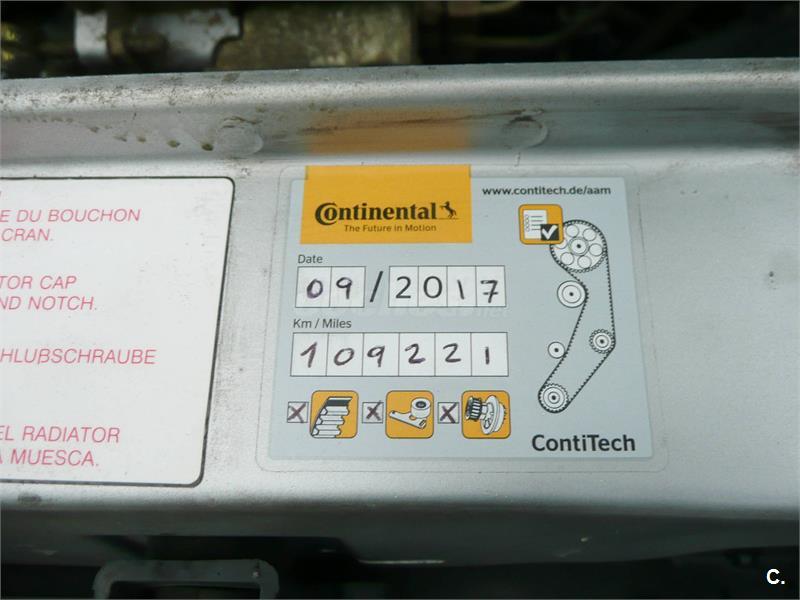 E DU BOUCHON
CRAN.
TOR CAP
ND NOTCH.
HLUßSCHRAUBE
EL RADIATOR
A MUESCA.
Continental
The Future in Motion
www.contitech.de/aam
Date
09/2017
Km / Miles
109221
X X X
ContiTech
C.